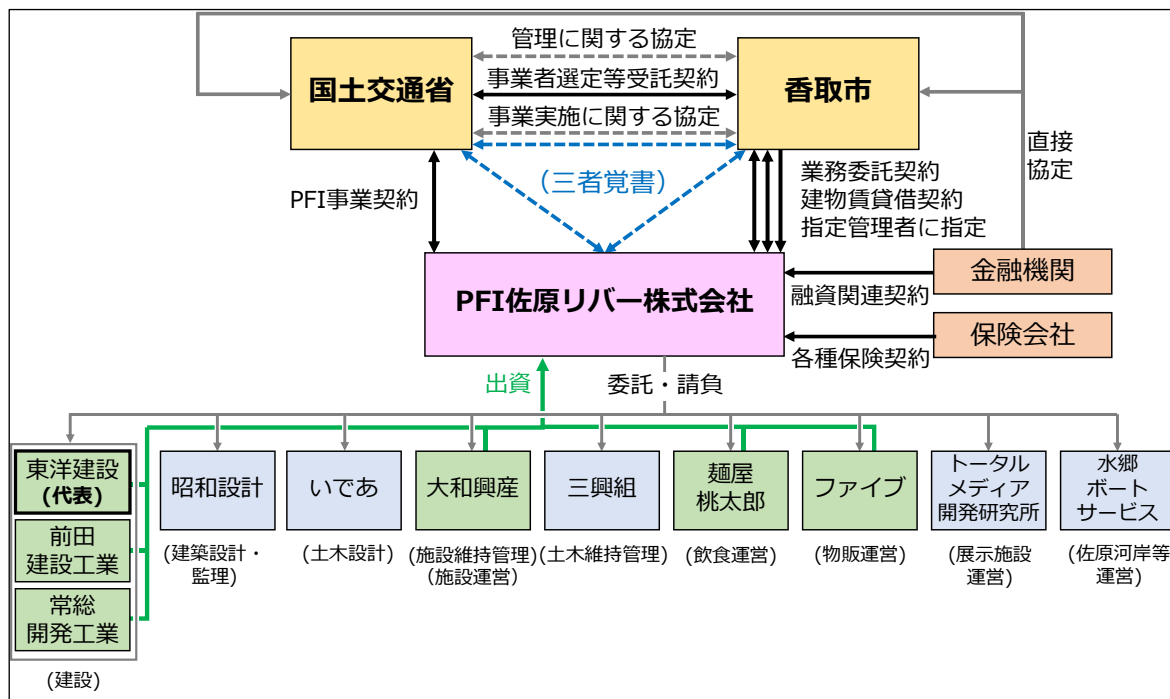 管理に関する協定
国土交通省
事業者選定等受託契約
香取市
事業実施に関する協定
直接
協定
(三者覚書)
PFI事業契約
業務委託契約
建物賃貸借契約
指定管理者に指定
PFI佐原リバー株式会社
金融機関
融資関連契約
保険会社
各種保険契約
出資
委託・請負
東洋建設
(代表)
前田
建設工業
常総
開発工業
(建設)
昭和設計
(建築設計・
監理)
いであ
(土木設計)
大和興産
(施設維持管理)
(施設運営)
三興組
(土木維持管理)
麺屋
桃太郎
(飲食運営)
ファイブ
(物販運営)
トータル
メディア
開発研究所
(展示施設
運営)
水郷
ボート
サービス
(佐原河岸等
運営)